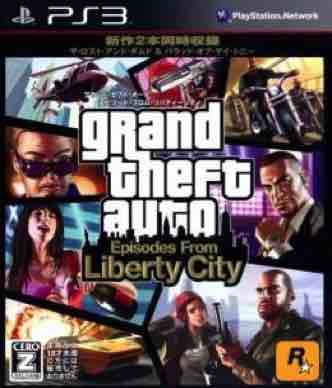 PS3
PlayStation Network
新作2本同時収録
ザ・ロスト・アンド・ダムド & バラッド・オブ・ゲイ・トニー
grand
theft
auto
Episodes From
Liberty City
CERO
Z
R